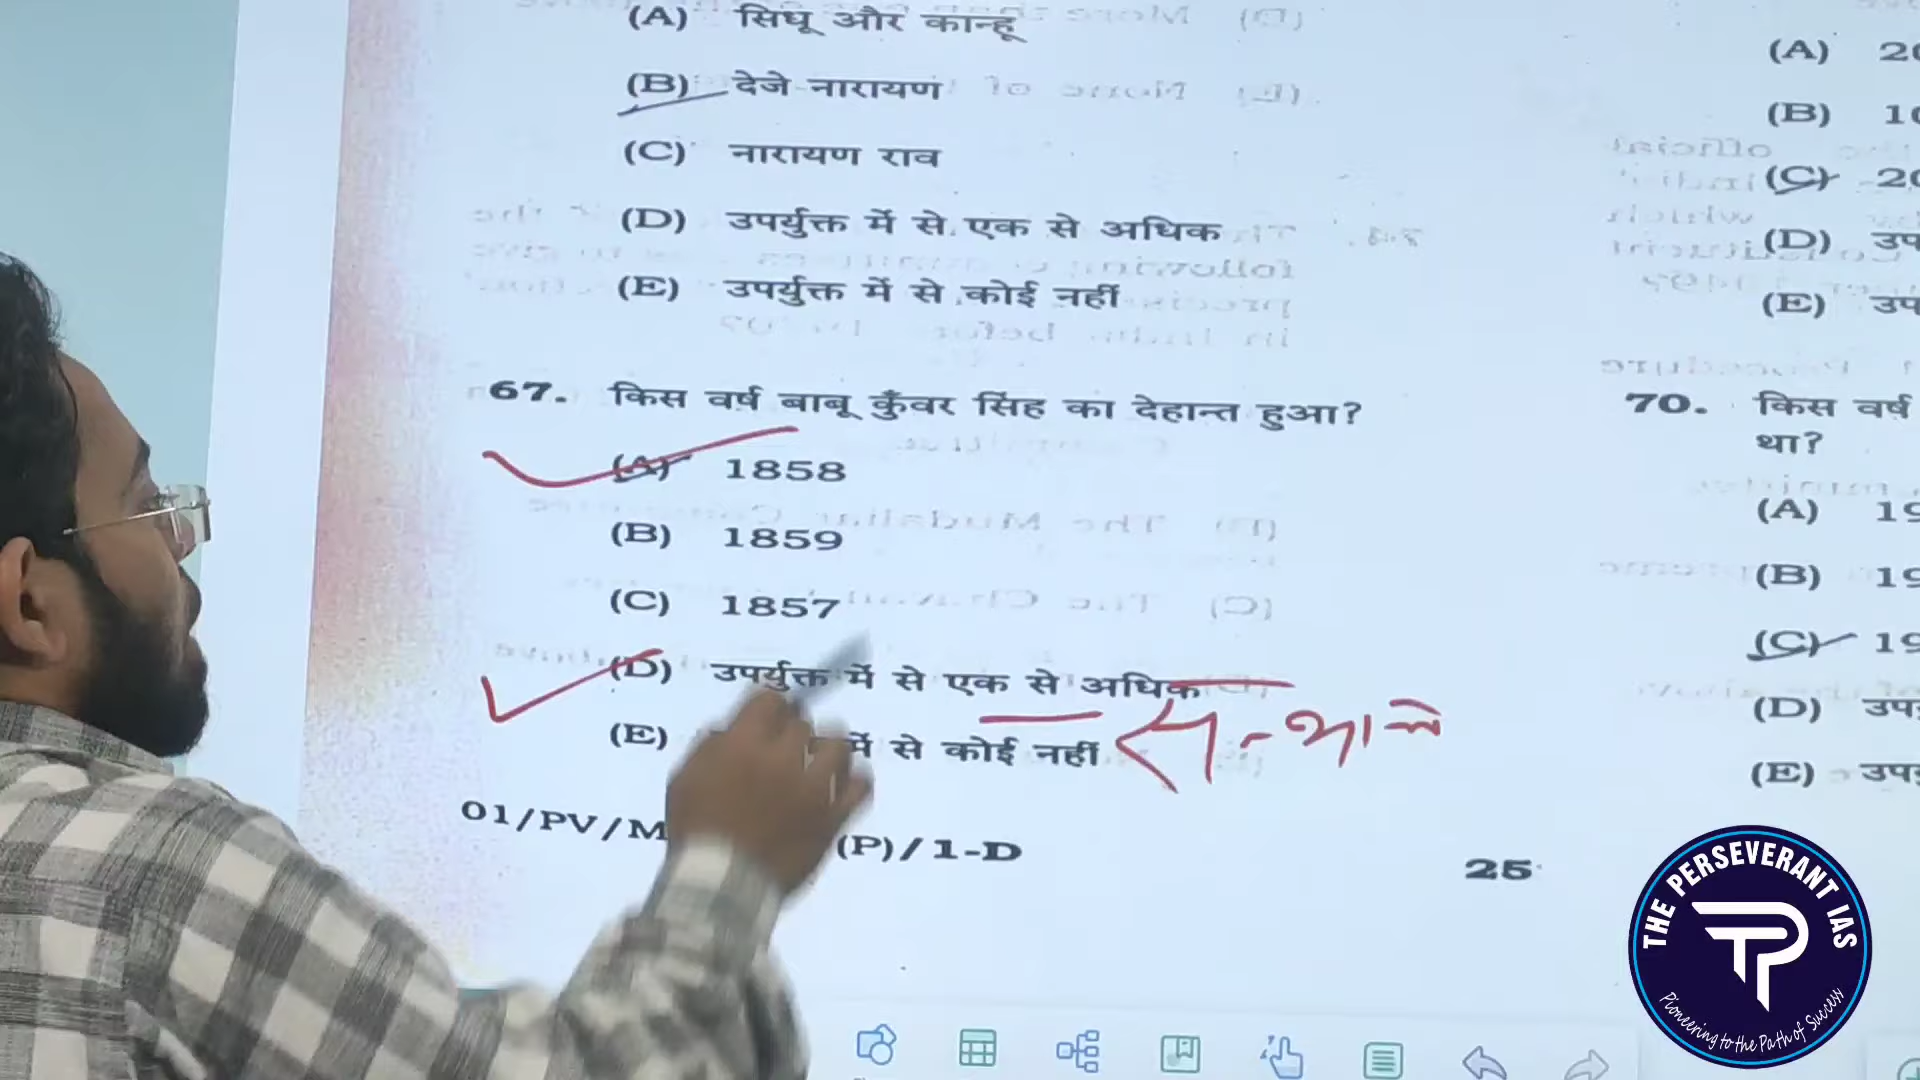 (A) सिधू और कान्हू
(B) देजे नारायण
(C) नारायण राव
(D) उपर्युक्त में से एक से अधिक
(E) उपर्युक्त में से कोई नहीं
67. किस वर्ष बाबू कुँवर सिंह का देहान्त हुआ?
(A) 1858
(B) 1859
(C) 1857
(D) उपर्युक्त में से एक से अधिक
(E) में से कोई नहीं
01/PV/M (P)/1-D
25
(A)
(B)
(C)
(D)
(E)
70. किस वर्ष
था?
(A)
(B)
(C)
(D)
(E)
THE PERSEVERANT IAS
Pioneering to the Path of Success